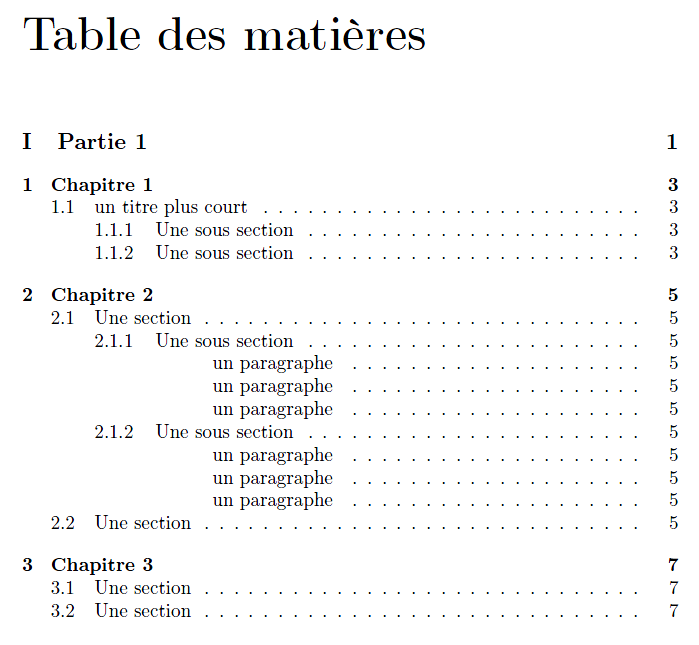 Table des matières
I Partie 1 1
1 Chapitre 1 3
1.1 un titre plus court . . . . . . . . . . . . . . . . . . . . . . . . . . 3
1.1.1 Une sous section . . . . . . . . . . . . . . . . . . . . . . . 3
1.1.2 Une sous section . . . . . . . . . . . . . . . . . . . . . . . 3
2 Chapitre 2 5
2.1 Une section . . . . . . . . . . . . . . . . . . . . . . . . . . . . . . 5
2.1.1 Une sous section . . . . . . . . . . . . . . . . . . . . . . . 5
un paragraphe . . . . . . . . . . . . . . . . . . . . 5
un paragraphe . . . . . . . . . . . . . . . . . . . . 5
un paragraphe . . . . . . . . . . . . . . . . . . . . 5
2.1.2 Une sous section . . . . . . . . . . . . . . . . . . . . . . . 5
un paragraphe . . . . . . . . . . . . . . . . . . . . 5
un paragraphe . . . . . . . . . . . . . . . . . . . . 5
un paragraphe . . . . . . . . . . . . . . . . . . . . 5
2.2 Une section . . . . . . . . . . . . . . . . . . . . . . . . . . . . . . 5
3 Chapitre 3 7
3.1 Une section . . . . . . . . . . . . . . . . . . . . . . . . . . . . . . 7
3.2 Une section . . . . . . . . . . . . . . . . . . . . . . . . . . . . . . 7